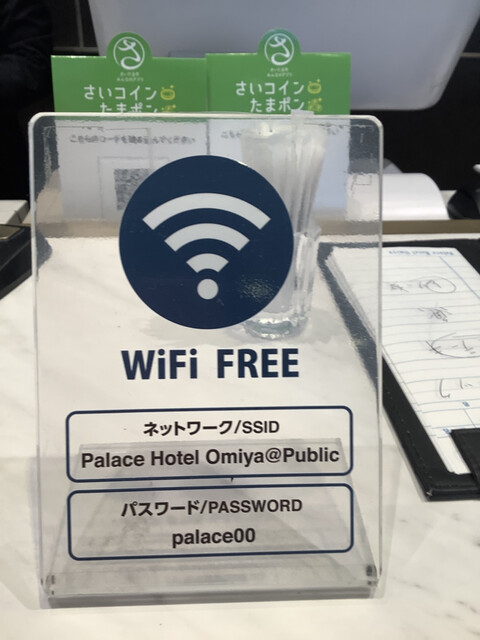 さいコイン
たまポン
さいコイン
たまポン
WiFi FREE
ネットワーク/SSID
Palace Hotel Omiya@Public
パスワード/PASSWORD
palace00